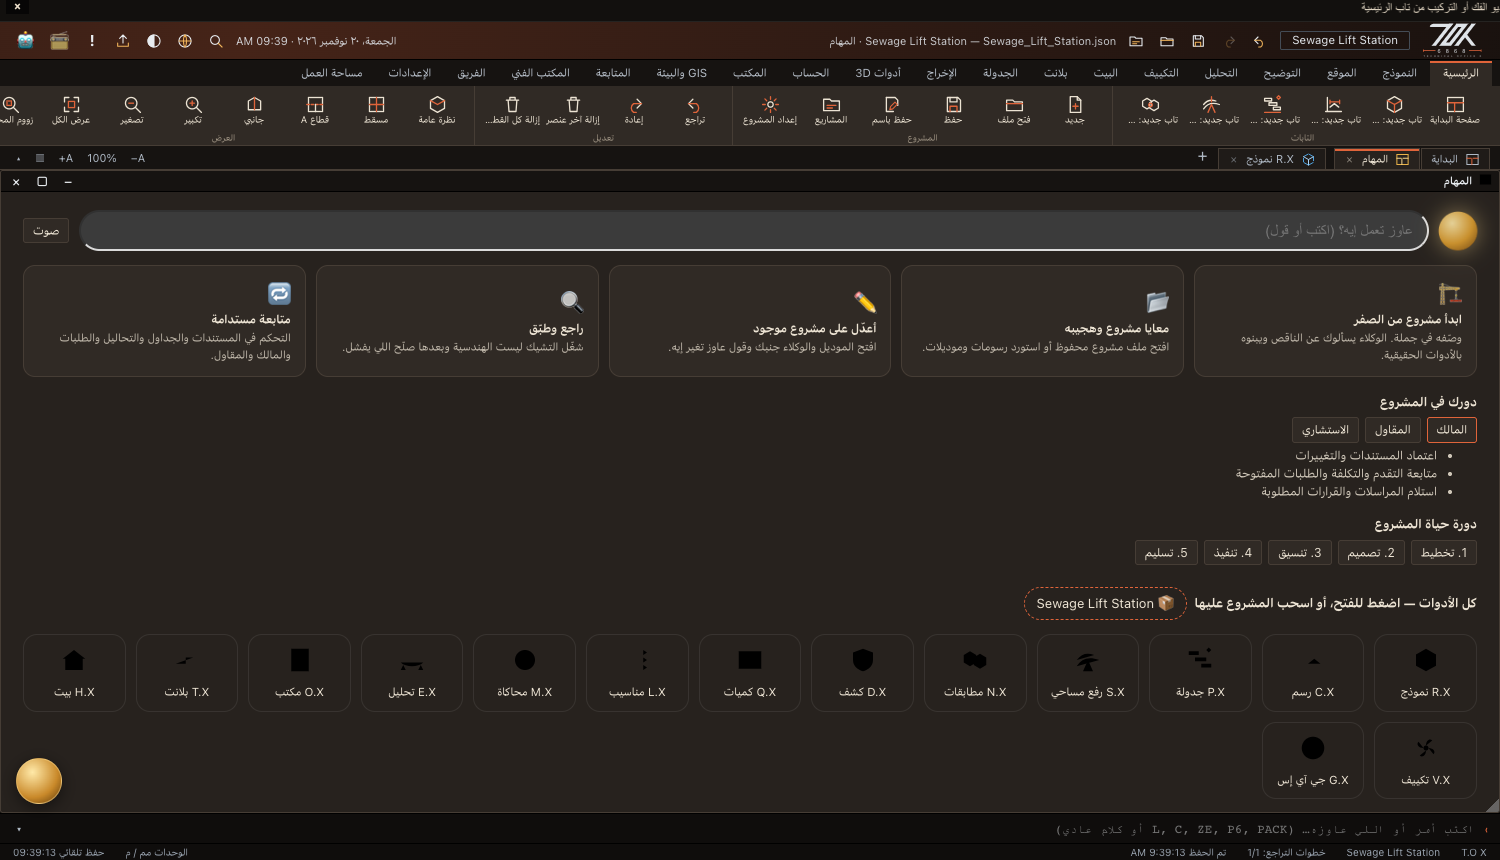 يو الفك أو التركيب من تاب الرئيسية
×
TOX
6668
Sewage Lift Station
المهام · Sewage Lift Station — Sewage_Lift_Station.json
الجمعة، ٢٠ نوفمبر ٢٠٢٦ · 09:39 AM
الرئيسية
النموذج
الموقع
التوضيح
التحليل
التكييف
البيت
بلانت
الجدولة
الإخراج
أدوات 3D
الحساب
المكتب
GIS والبيئة
المتابعة
المكتب الفني
الفريق
الإعدادات
مساحة العمل
صفحة البداية
تاب جديد: ...
تاب جديد: ...
تاب جديد: ...
تاب جديد: ...
تاب جديد: ...
جديد
فتح ملف
حفظ
حفظ باسم
المشاريع
إعداد المشروع
تراجع
إعادة
إزالة آخر عنصر
إزالة كل القط...
نظرة عامة
مسقط
قطاع A
جانبي
تكبير
تصغير
عرض الكل
زووم المح
التابات
المشروع
تعديل
العرض
البداية
المهام ×
R.X نموذج ×
+
A−
100%
A+
المهام
عاوز تعمل إيه؟ (اكتب أو قول)
صوت
ابدأ مشروع من الصفر
وصّفه في جملة. الوكلاء يسألوك عن الناقص ويبنوه
بالأدوات الحقيقية.
معايا مشروع وهجيبه
افتح ملف مشروع محفوظ أو استورد رسومات وموديلات.
أعدّل على مشروع موجود
افتح الموديل والوكلاء جنبك وقول عاوز تغير إيه.
راجع وطبّق
شغّل التشيك ليست الهندسية وبعدها صلّح اللي يفشل.
متابعة مستدامة
التحكم في المستندات والجداول والتحاليل والطلبات
والمالك والمقاول.
دورك في المشروع
المالك
المقاول
الاستشاري
• اعتماد المستندات والتغييرات
• متابعة التقدم والتكلفة والطلبات المفتوحة
• استلام المراسلات والقرارات المطلوبة
دورة حياة المشروع
1. تخطيط
2. تصميم
3. تنسيق
4. تنفيذ
5. تسليم
كل الأدوات — اضغط للفتح، أو اسحب المشروع عليها
Sewage Lift Station
R.X نموذج
C.X رسم
P.X جدولة
S.X رفع مساحي
N.X مطابقات
D.X كشف
Q.X كميات
L.X مناسيب
M.X محاكاة
E.X تحليل
O.X مكتب
T.X بلانت
H.X بيت
V.X تكييف
G.X جي آي إس
اكتب أمر أو اللي عاوزه… (L, C, ZE, P6, PACK أو كلام عادي)
T.O X
Sewage Lift Station
خطوات التراجع: 1/1
تم الحفظ 9:39:13 AM
الوحدات مم / م
حفظ تلقائي 09:39:13